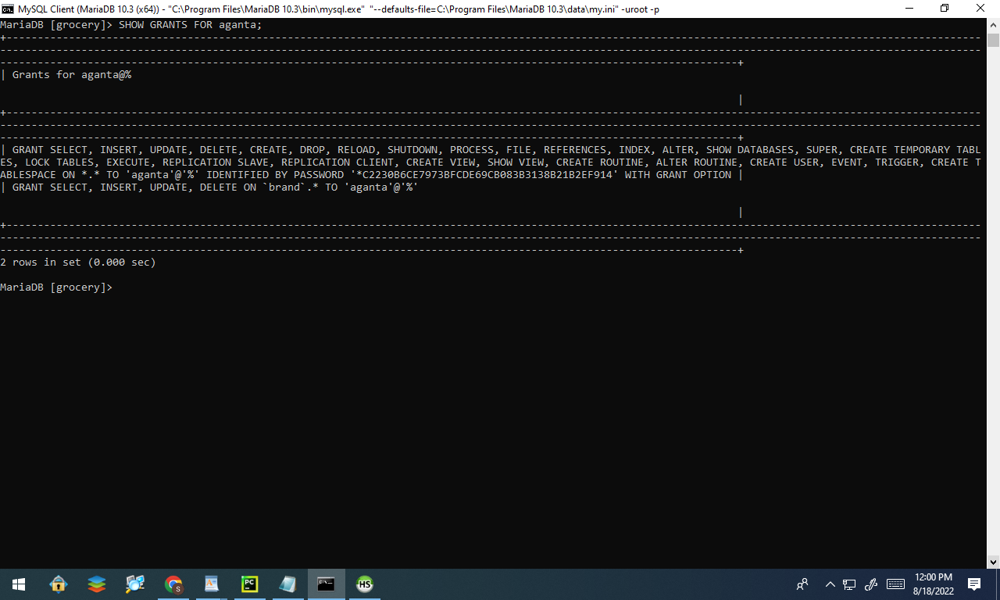 MySQL Client (MariaDB 10.3 (x64)) - "C:\Program Files\MariaDB 10.3\bin\mysql.exe" "--defaults-file=C:\Program Files\MariaDB 10.3\data\my.ini" -uroot -p
MariaDB [grocery]> SHOW GRANTS FOR aganta;
| Grants for aganta@%
|
| GRANT SELECT, INSERT, UPDATE, DELETE, CREATE, DROP, RELOAD, SHUTDOWN, PROCESS, FILE, REFERENCES, INDEX, ALTER, SHOW DATABASES, SUPER, CREATE TEMPORARY TABL
ES, LOCK TABLES, EXECUTE, REPLICATION SLAVE, REPLICATION CLIENT, CREATE VIEW, SHOW VIEW, CREATE ROUTINE, ALTER ROUTINE, CREATE USER, EVENT, TRIGGER, CREATE T
ABLESPACE ON *.* TO 'aganta'@'%' IDENTIFIED BY PASSWORD '*C2230B6CE7973BFCDE69CB083B3138B21B2EF914' WITH GRANT OPTION |
| GRANT SELECT, INSERT, UPDATE, DELETE ON `brand`.* TO 'aganta'@'%'
|
2 rows in set (0.000 sec)
MariaDB [grocery]>
S
PC
HS
12:00 PM
8/18/2022